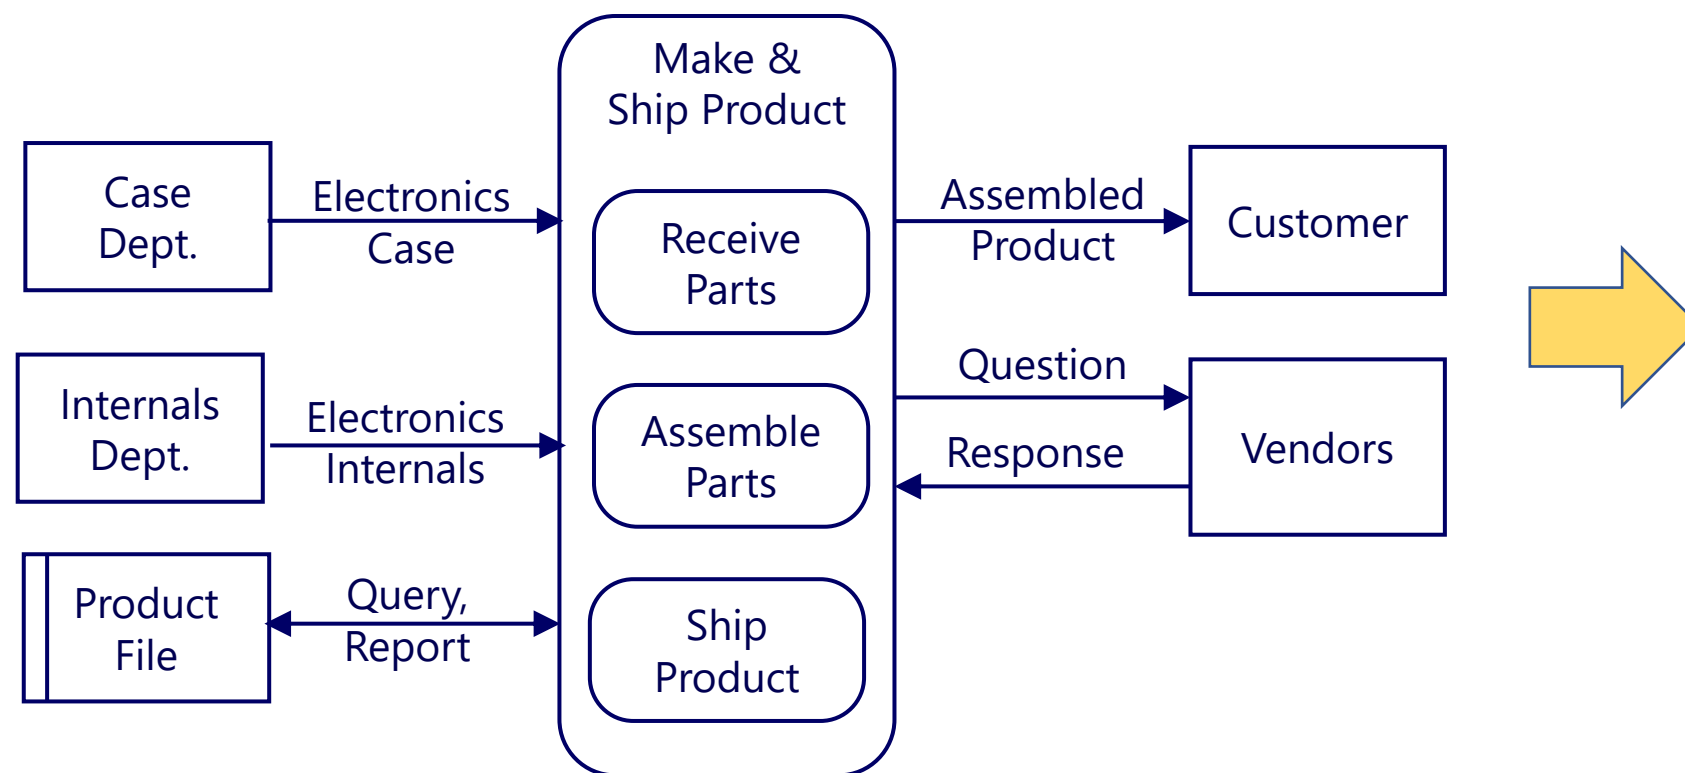 Make &
Ship Product
Case
Dept.
Electronics
Case
Receive
Parts
Assembled
Product
Customer
Internals
Dept.
Electronics
Internals
Assemble
Parts
Question
Response
Vendors
Product
File
Query,
Report
Ship
Product